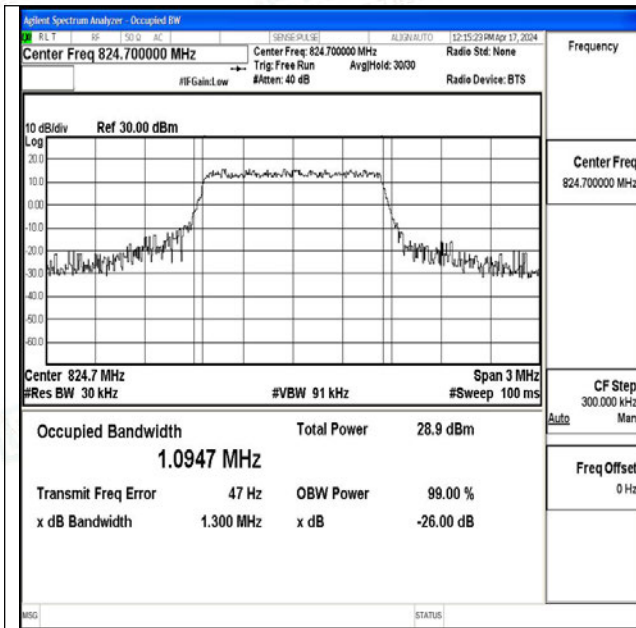 Agilent Spectrum Analyzer - Occupied BW
RL T RF 50 Ω AC SENSE:PULSE ALIGN AUTO 12:15:23 PM Apr 17, 2024
Center Freq 824.700000 MHz
Center Freq: 824.700000 MHz
Radio Std: None
Trig: Free Run Avg|Hold: 30/30
#IFGain:Low #Atten: 40 dB Radio Device: BTS
Frequency
10 dB/div Ref 30.00 dBm
Log
20.0
10.0
0.00
-10.0
-20.0
-30.0
-40.0
-50.0
-60.0
Center Freq
824.700000 MHz
Center 824.7 MHz Span 3 MHz
#Res BW 30 kHz #VBW 91 kHz #Sweep 100 ms
CF Step
300.000 kHz
Auto Man
Occupied Bandwidth Total Power 28.9 dBm
1.0947 MHz
Transmit Freq Error 47 Hz OBW Power 99.00 %
x dB Bandwidth 1.300 MHz x dB -26.00 dB
Freq Offset
0 Hz
MSG STATUS